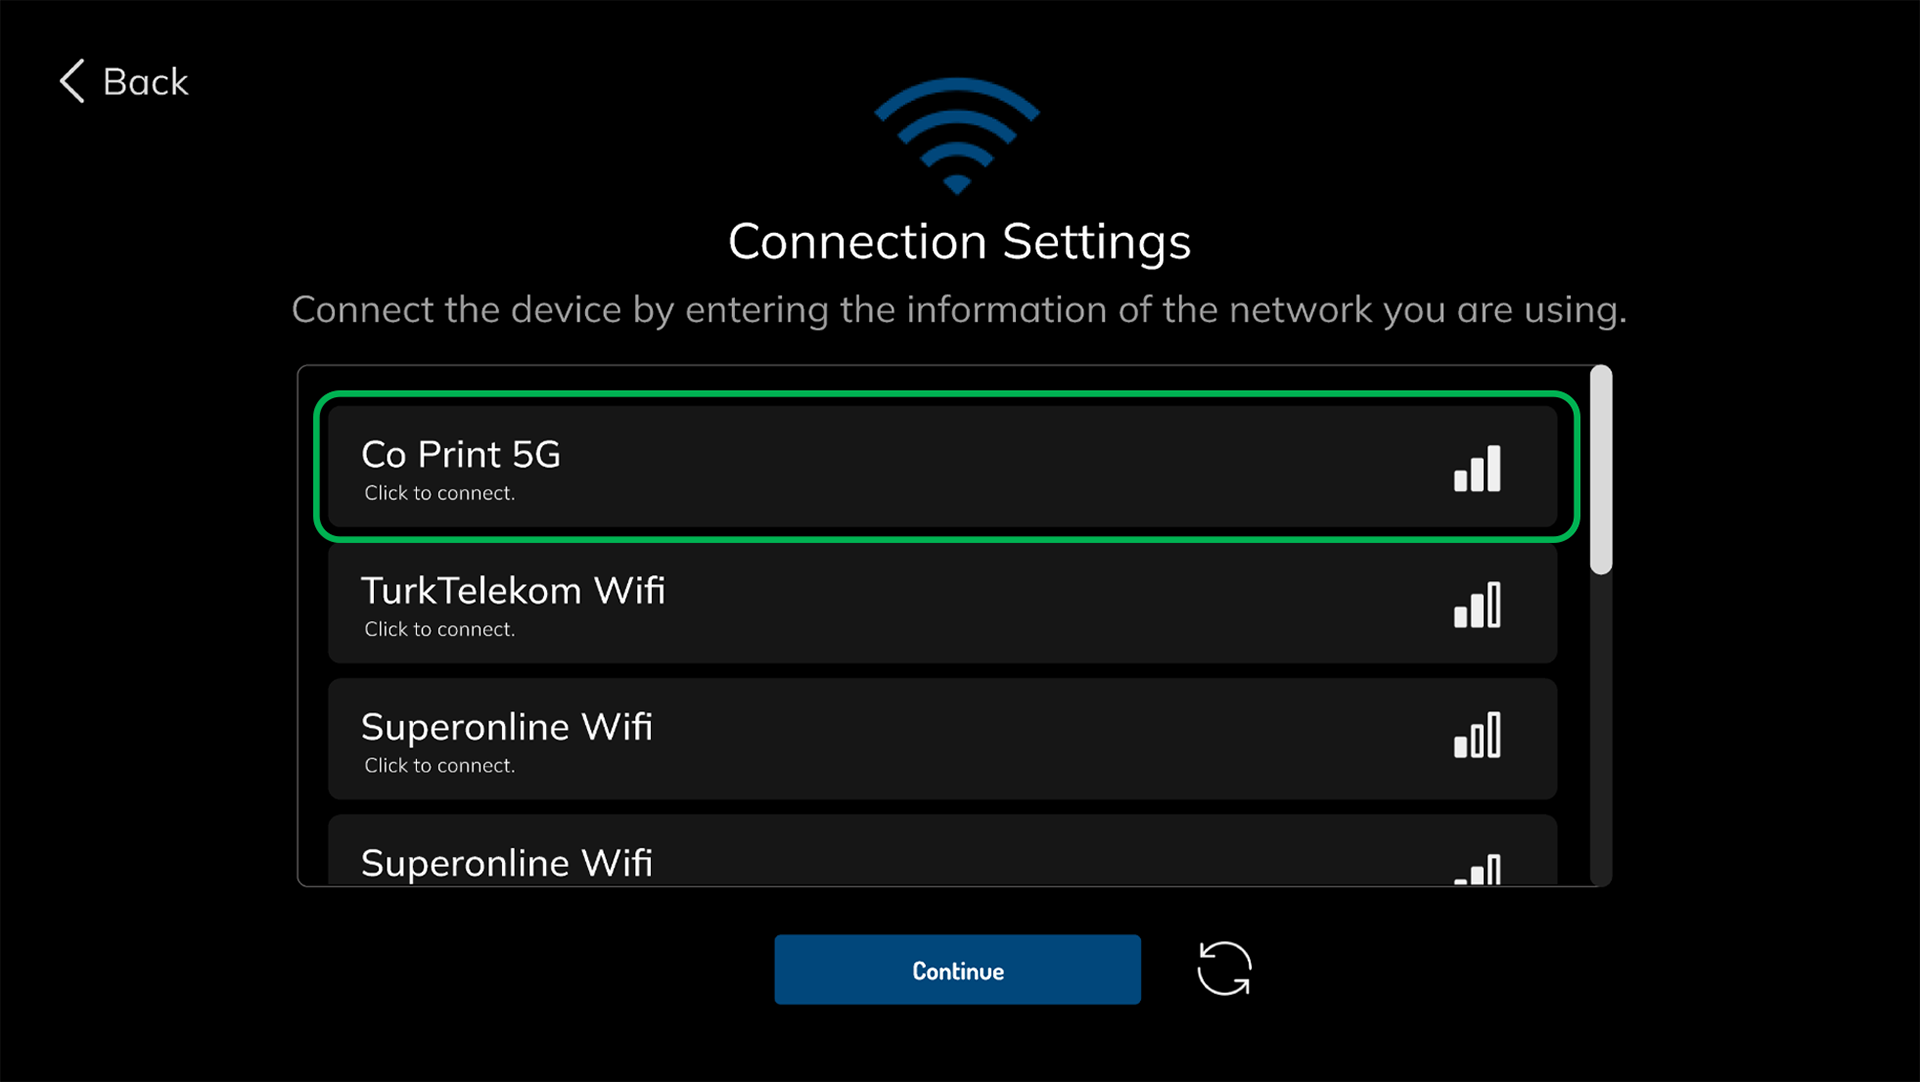 Back
Connection Settings
Connect the device by entering the information of the network you are using.
Co Print 5G
Click to connect.
TurkTelekom Wifi
Click to connect.
Superonline Wifi
Click to connect.
Superonline Wifi
Continue